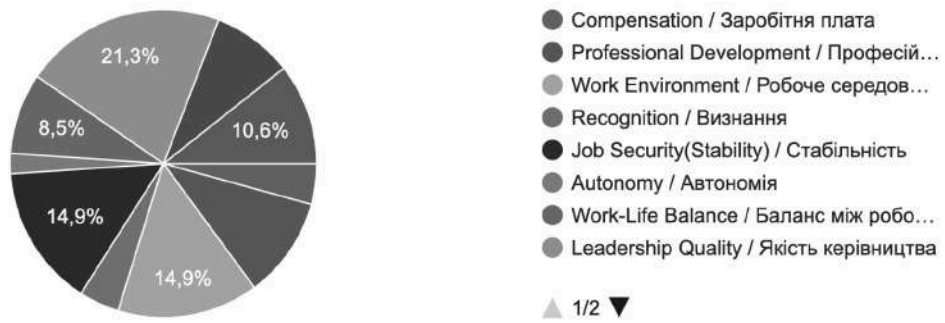 21,3%
8,5%
10,6%
14,9%
14,9%
Compensation / Заробітня плата
Professional Development / Професій…
Work Environment / Робоче середов…
Recognition / Визнання
Job Security(Stability) / Стабільність
Autonomy / Автономія
Work-Life Balance / Баланс між робо…
Leadership Quality / Якість керівництва
1/2